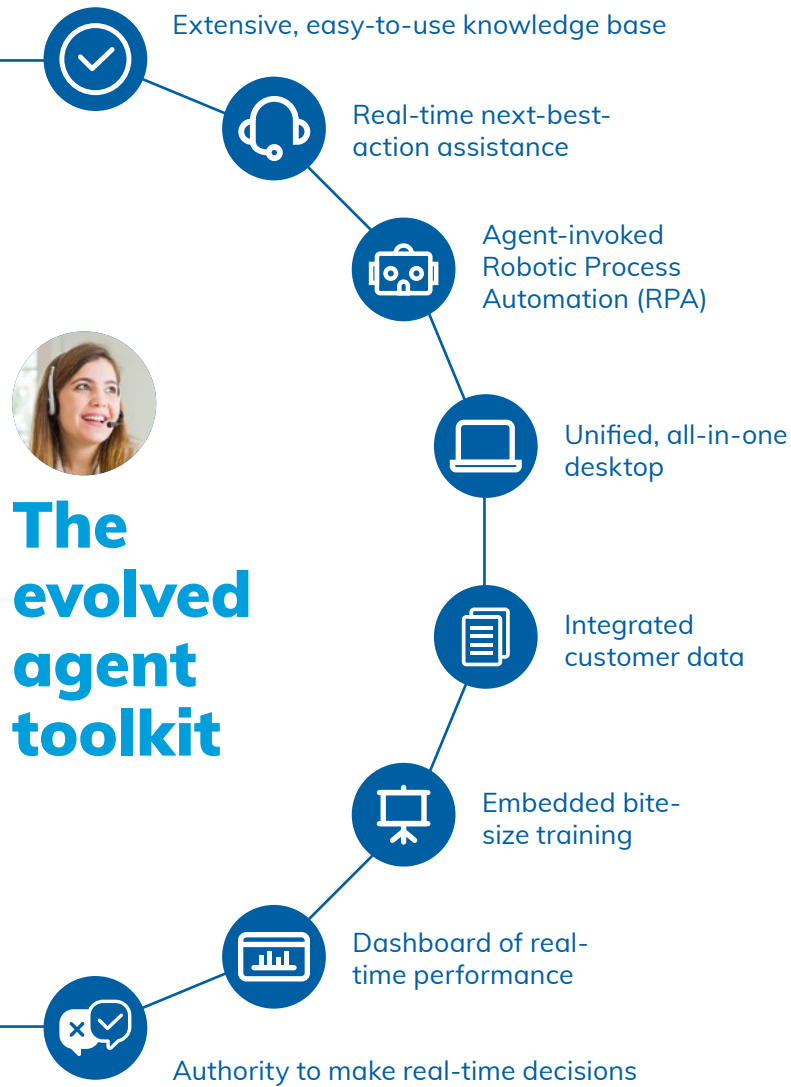 Extensive, easy-to-use knowledge base
Real-time next-best-
action assistance
Agent-invoked
Robotic Process
Automation (RPA)
Unified, all-in-one
desktop
The
evolved
agent
toolkit
Integrated
customer data
Embedded bite-
size training
Dashboard of real-
time performance
Authority to make real-time decisions